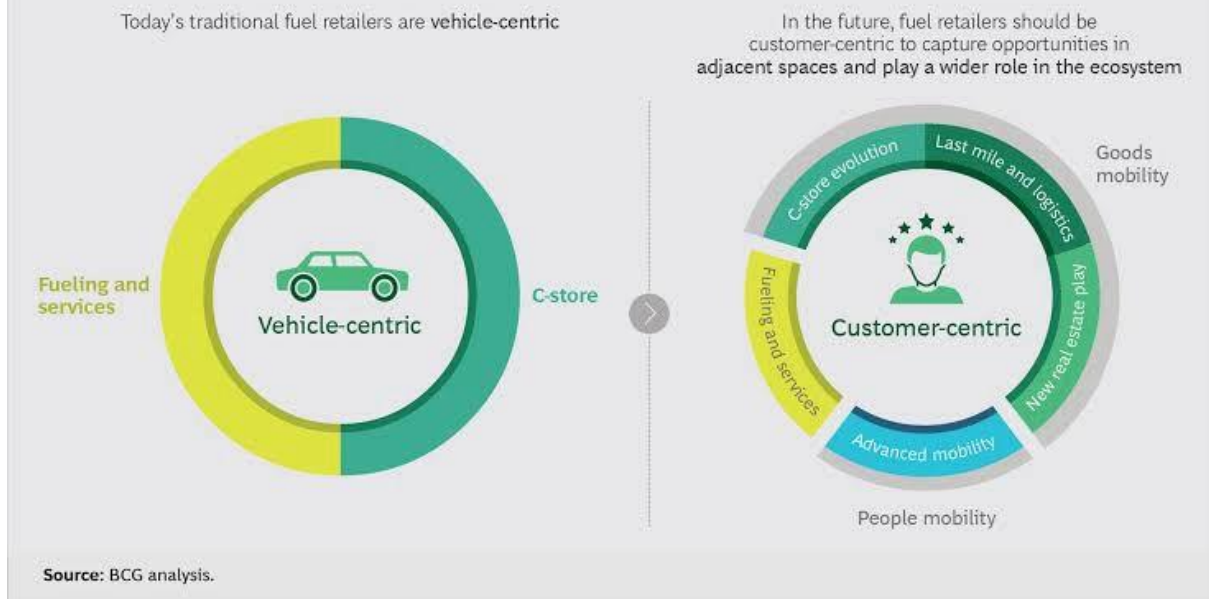 Today's traditional fuel retailers are vehicle-centric
Fueling and
services
Vehicle-centric
C-store
In the future, fuel retailers should be
customer-centric to capture opportunities in
adjacent spaces and play a wider role in the ecosystem
C-store evolution
Last mile and logistics
Goods
mobility
Fueling and services
Customer-centric
New real estate play
Advanced mobility
People mobility
Source: BCG analysis.